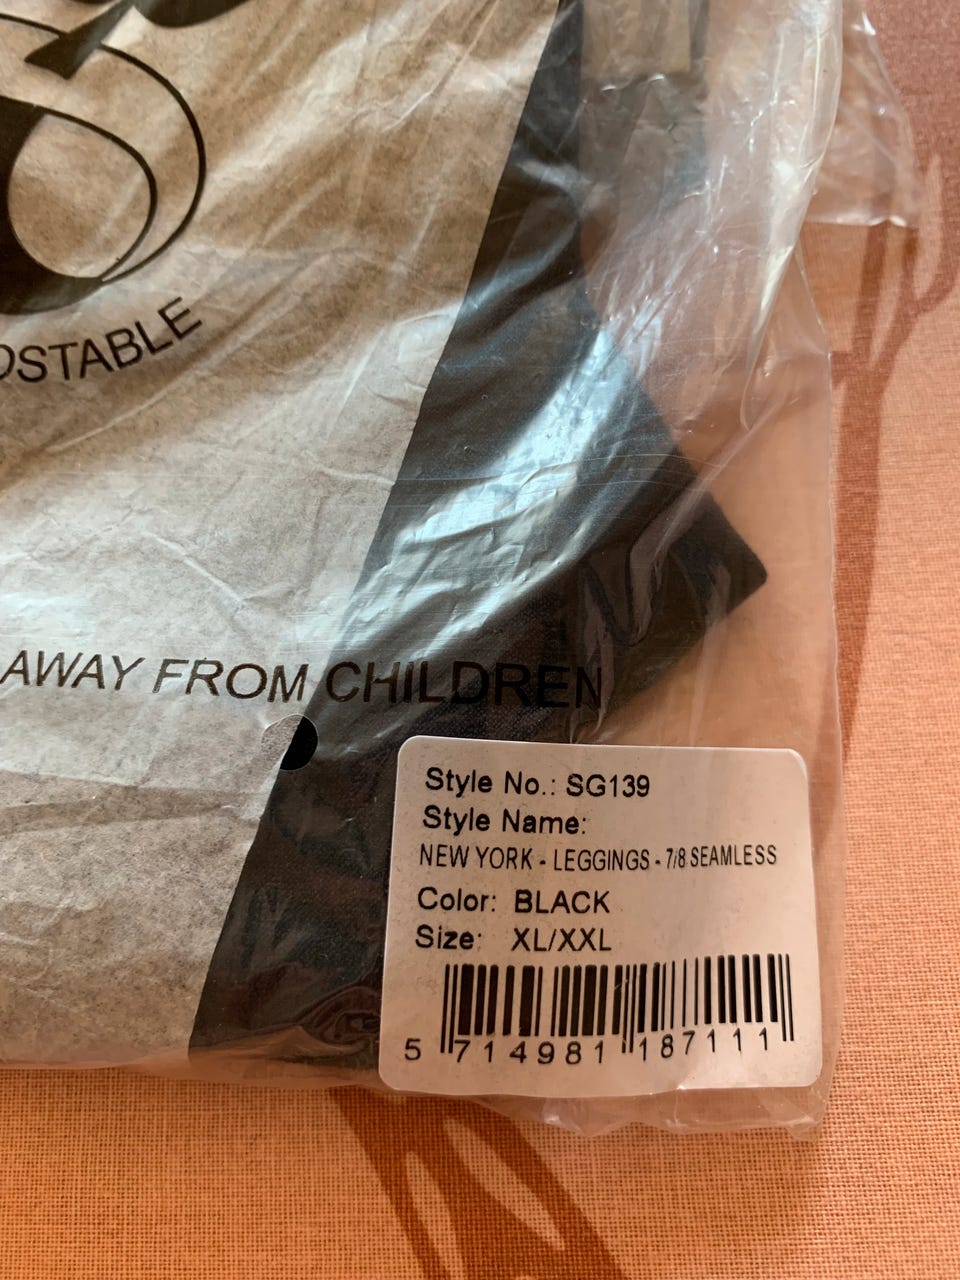 OSTABLE
AWAY FROM CHILDREN
Style No.: SG139
Style Name:
NEW YORK - LEGGINGS - 7/8 SEAMLESS
Color: BLACK
Size: XL/XXL
5 714981 187111